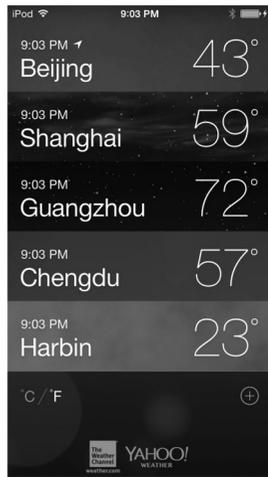 iPod 9:03 PM
9:03 PM
Beijing 43°
9:03 PM
Shanghai 59°
9:03 PM
Guangzhou 72°
9:03 PM
Chengdu 57°
9:03 PM
Harbin 23°
°C / °F
The Weather Channel
weather.com
YAHOO!
WEATHER